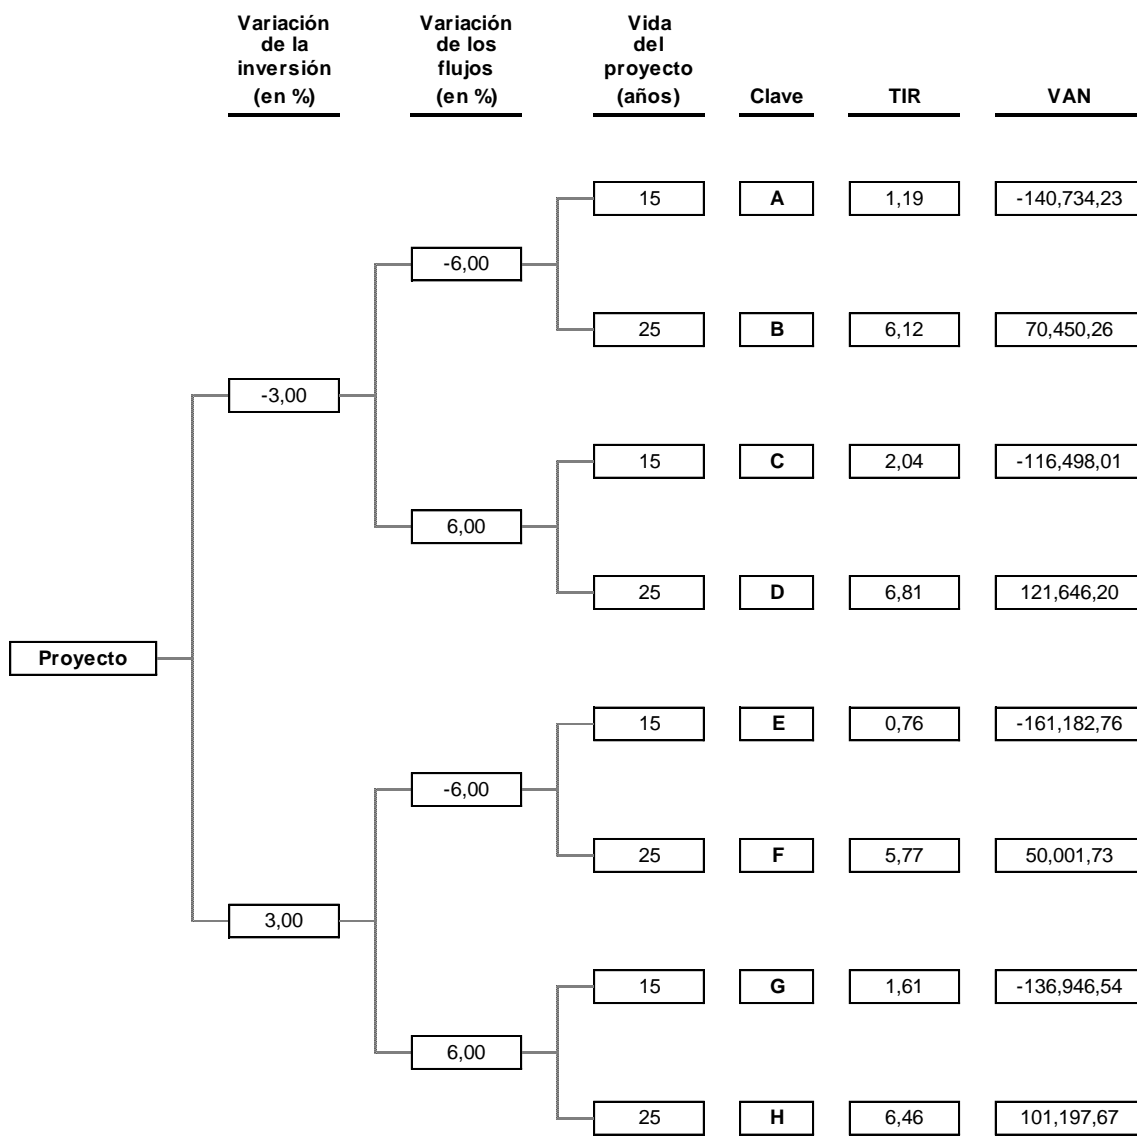 Variación
de la
inversión
(en %)
Variación
de los
flujos
(en %)
Vida
del
proyecto
(años)
Clave
TIR
VAN
15 A 1,19 -140,734,23
-6,00
25 B 6,12 70,450,26
-3,00
15 C 2,04 -116,498,01
6,00
25 D 6,81 121,646,20
Proyecto
15 E 0,76 -161,182,76
-6,00
25 F 5,77 50,001,73
3,00
15 G 1,61 -136,946,54
6,00
25 H 6,46 101,197,67